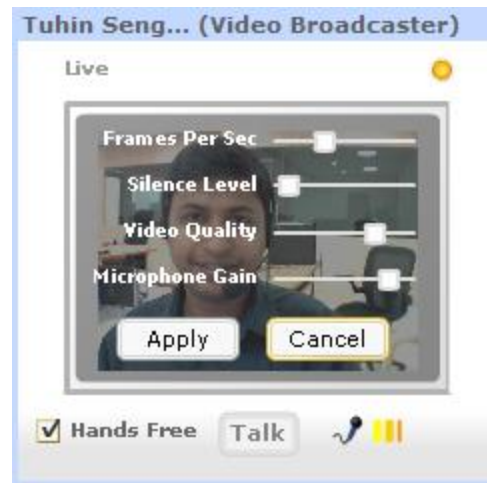 Tuhin Seng... (Video Broadcaster)
Live
Frames Per Sec
Silence Level
Video Quality
Microphone Gain
Apply Cancel
Hands Free Talk